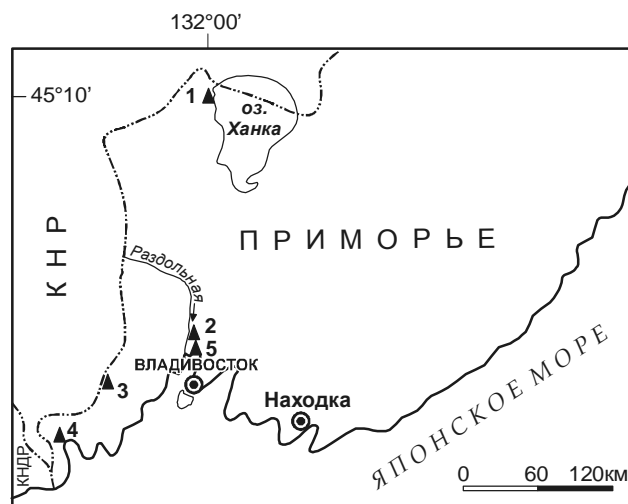 132°00'
45°10'
1
оз.
Ханка
КНР
ПРИМОРЬЕ
Раздольная
2
5
ВЛАДИВОСТОК
3
Находка
4
КНДР
ЯПОНСКОЕ МОРЕ
0 60 120км